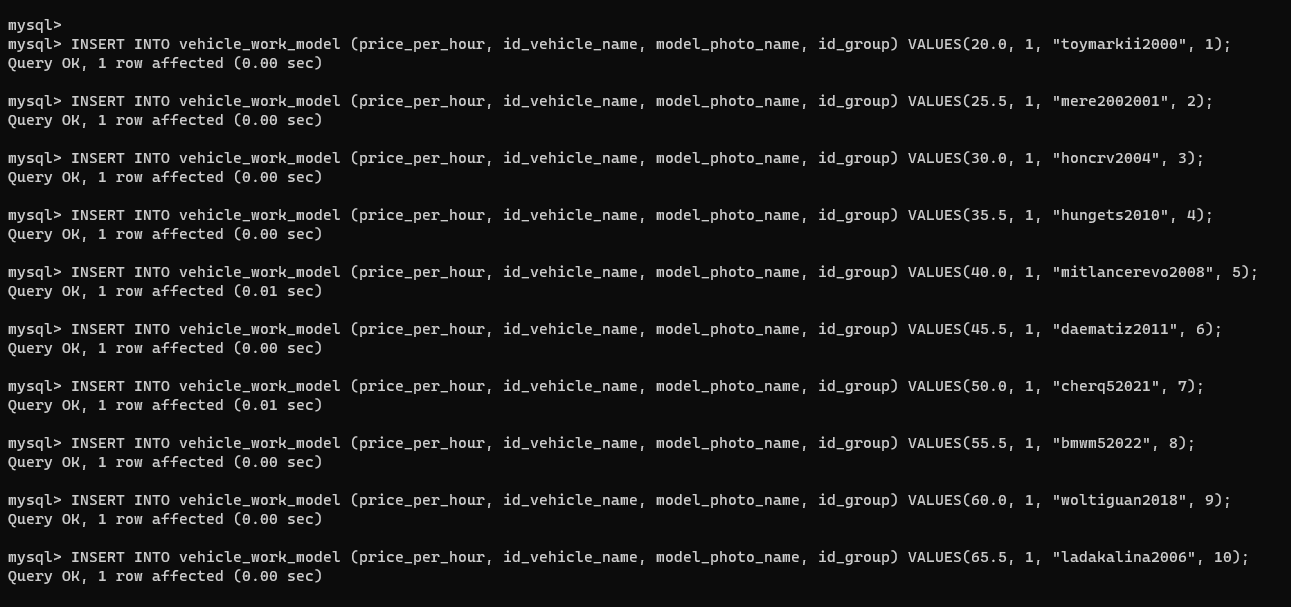 mysql>
mysql> INSERT INTO vehicle_work_model (price_per_hour, id_vehicle_name, model_photo_name, id_group) VALUES(20.0, 1, "toymarkii2000", 1);
Query OK, 1 row affected (0.00 sec)
mysql> INSERT INTO vehicle_work_model (price_per_hour, id_vehicle_name, model_photo_name, id_group) VALUES(25.5, 1, "mere2002001", 2);
Query OK, 1 row affected (0.00 sec)
mysql> INSERT INTO vehicle_work_model (price_per_hour, id_vehicle_name, model_photo_name, id_group) VALUES(30.0, 1, "honcrv2004", 3);
Query OK, 1 row affected (0.00 sec)
mysql> INSERT INTO vehicle_work_model (price_per_hour, id_vehicle_name, model_photo_name, id_group) VALUES(35.5, 1, "hungets2010", 4);
Query OK, 1 row affected (0.00 sec)
mysql> INSERT INTO vehicle_work_model (price_per_hour, id_vehicle_name, model_photo_name, id_group) VALUES(40.0, 1, "mitlancerevo2008", 5);
Query OK, 1 row affected (0.01 sec)
mysql> INSERT INTO vehicle_work_model (price_per_hour, id_vehicle_name, model_photo_name, id_group) VALUES(45.5, 1, "daematiz2011", 6);
Query OK, 1 row affected (0.00 sec)
mysql> INSERT INTO vehicle_work_model (price_per_hour, id_vehicle_name, model_photo_name, id_group) VALUES(50.0, 1, "cherq52021", 7);
Query OK, 1 row affected (0.01 sec)
mysql> INSERT INTO vehicle_work_model (price_per_hour, id_vehicle_name, model_photo_name, id_group) VALUES(55.5, 1, "bmwm52022", 8);
Query OK, 1 row affected (0.00 sec)
mysql> INSERT INTO vehicle_work_model (price_per_hour, id_vehicle_name, model_photo_name, id_group) VALUES(60.0, 1, "woltiguan2018", 9);
Query OK, 1 row affected (0.00 sec)
mysql> INSERT INTO vehicle_work_model (price_per_hour, id_vehicle_name, model_photo_name, id_group) VALUES(65.5, 1, "ladakalina2006", 10);
Query OK, 1 row affected (0.00 sec)